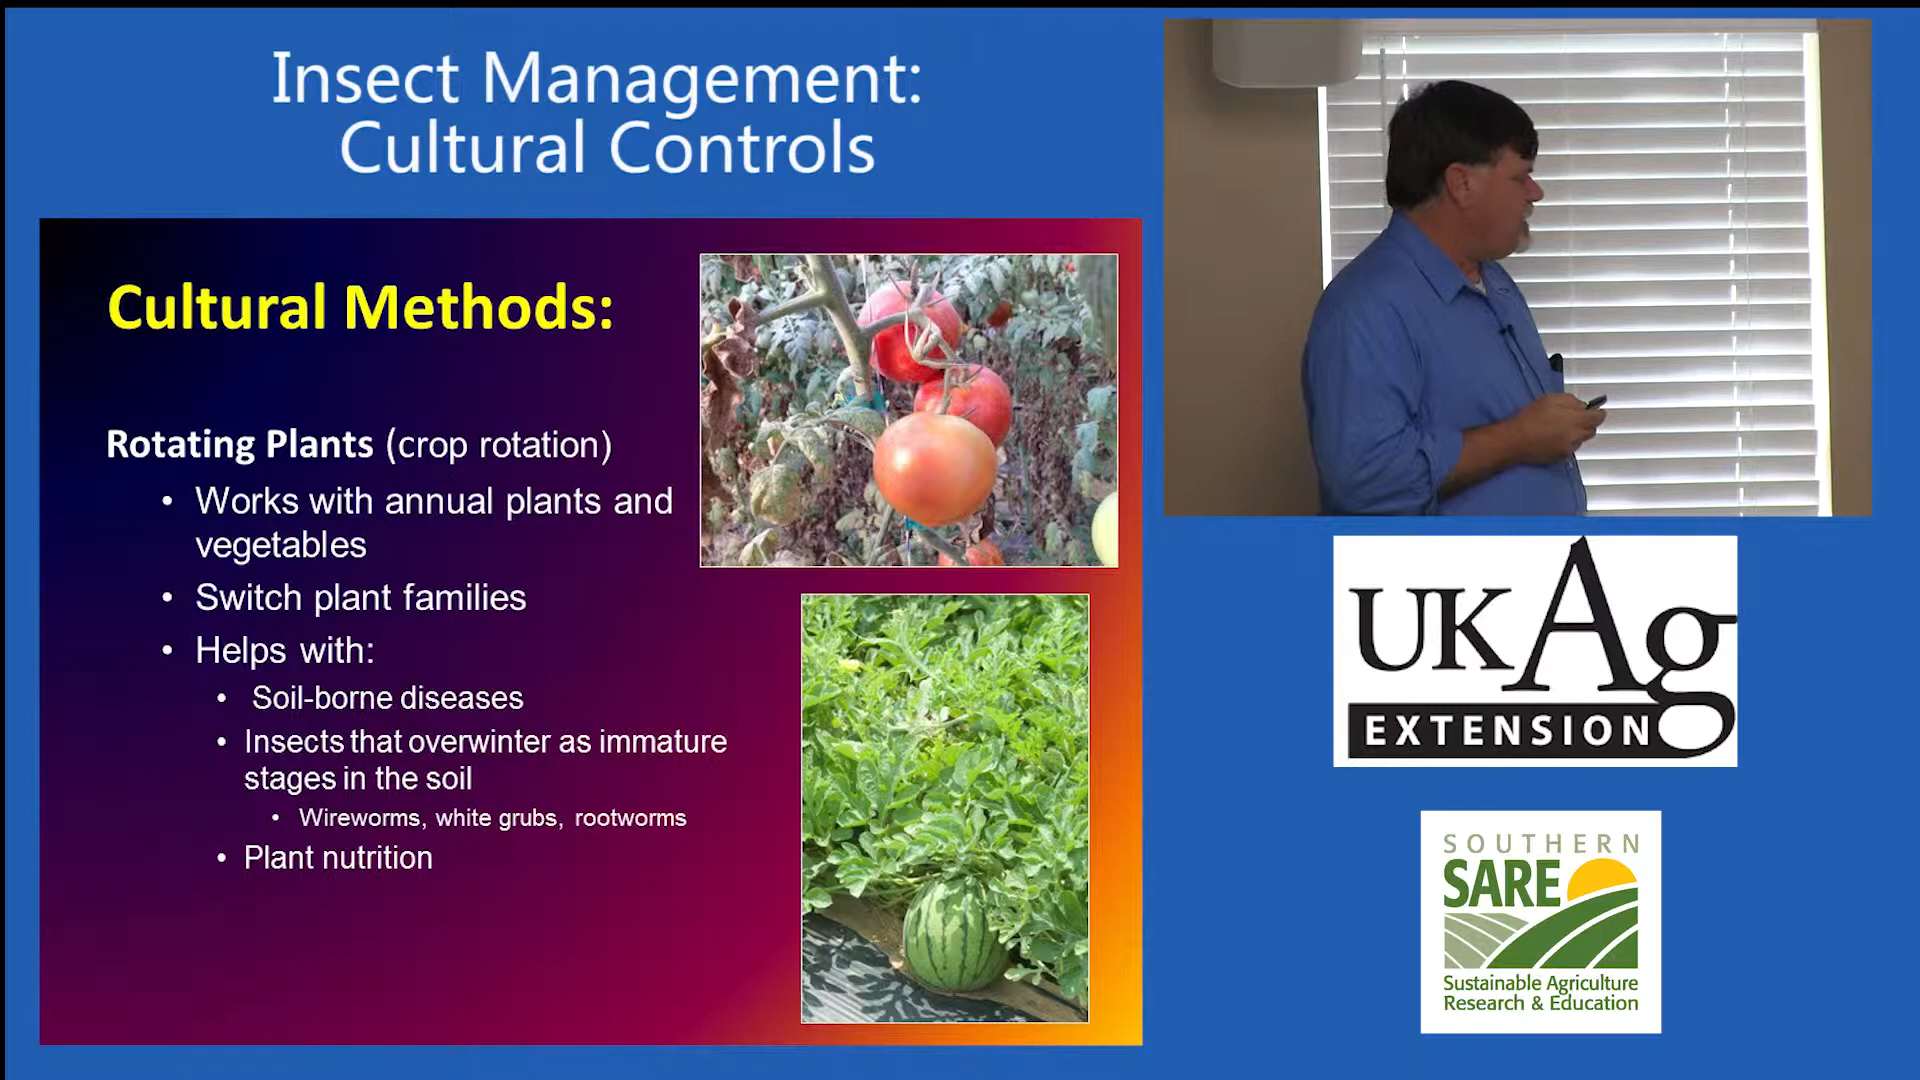 Insect Management:
Cultural Controls
Cultural Methods:
Rotating Plants (crop rotation)
• Works with annual plants and
vegetables
• Switch plant families
• Helps with:
• Soil-borne diseases
• Insects that overwinter as immature
stages in the soil
• Wireworms, white grubs, rootworms
• Plant nutrition
UKAg
EXTENSION
SOUTHERN
SARE
Sustainable Agriculture
Research & Education